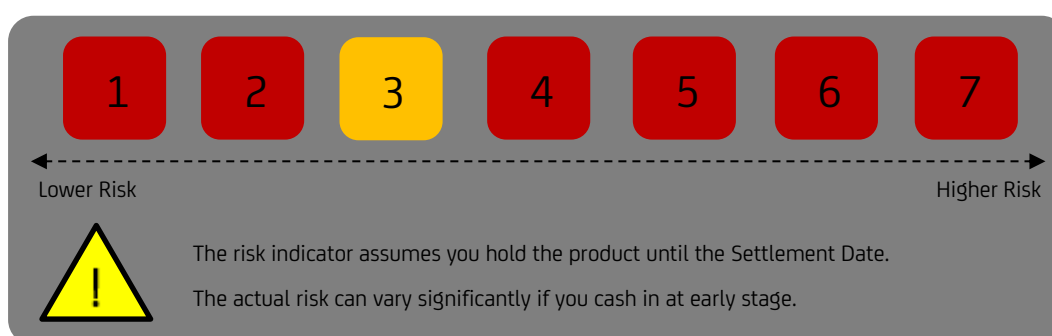 1 2 3 4 5 6 7
Lower Risk Higher Risk
!
The risk indicator assumes you hold the product until the Settlement Date.
The actual risk can vary significantly if you cash in at early stage.